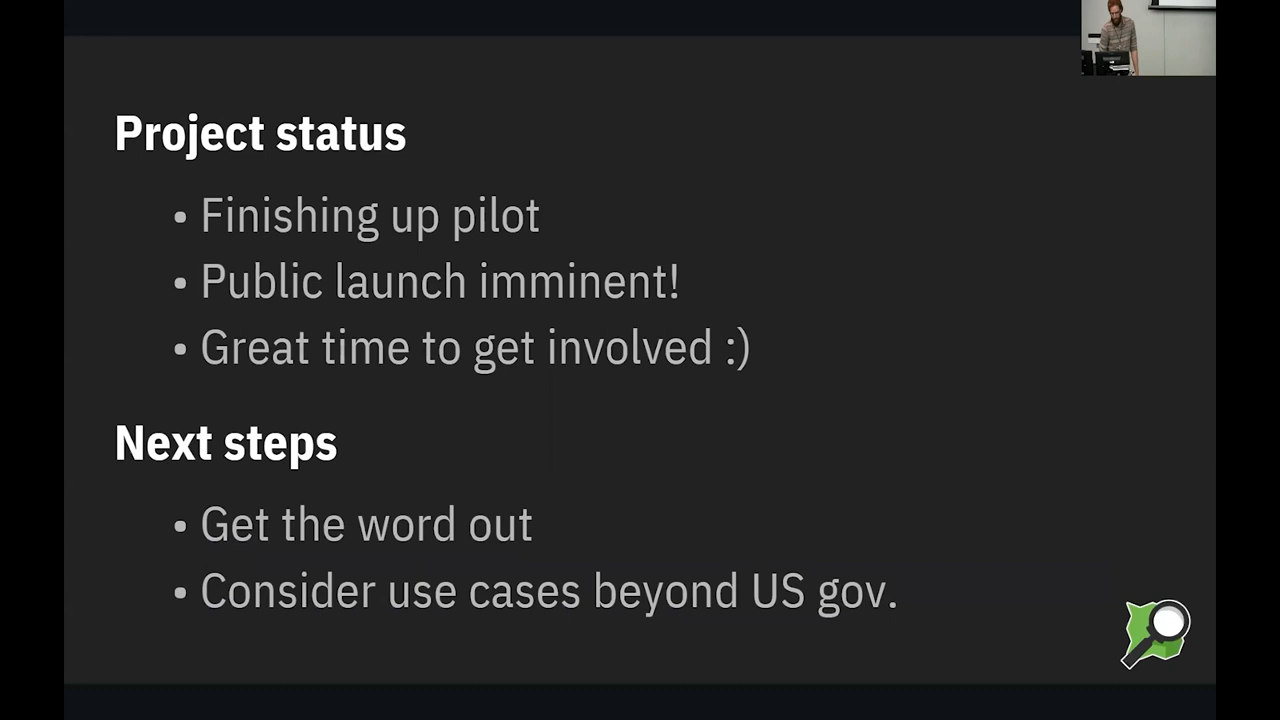 Project status
• Finishing up pilot
• Public launch imminent!
• Great time to get involved :)
Next steps
• Get the word out
• Consider use cases beyond US gov.